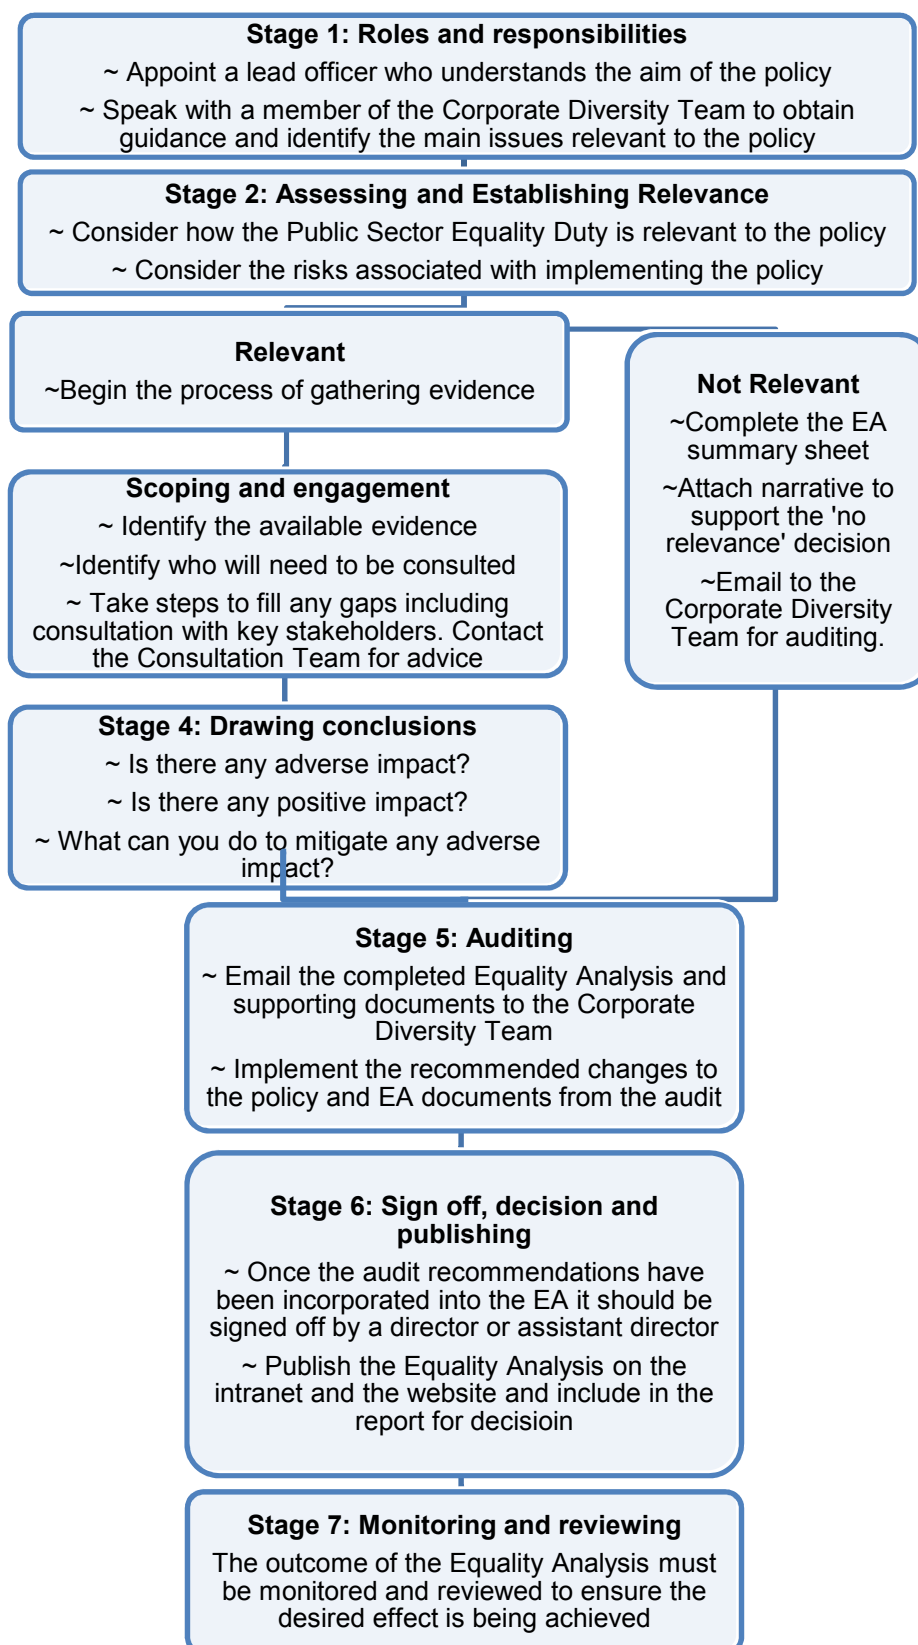 Stage 1: Roles and responsibilities
~ Appoint a lead officer who understands the aim of the policy
~ Speak with a member of the Corporate Diversity Team to obtain
guidance and identify the main issues relevant to the policy
Stage 2: Assessing and Establishing Relevance
~ Consider how the Public Sector Equality Duty is relevant to the policy
~ Consider the risks associated with implementing the policy
Relevant
~Begin the process of gathering evidence
Not Relevant
~Complete the EA
summary sheet
~Attach narrative to
support the 'no
relevance' decision
~Email to the
Corporate Diversity
Team for auditing.
Scoping and engagement
~ Identify the available evidence
~Identify who will need to be consulted
~ Take steps to fill any gaps including
consultation with key stakeholders. Contact
the Consultation Team for advice
Stage 4: Drawing conclusions
~ Is there any adverse impact?
~ Is there any positive impact?
~ What can you do to mitigate any adverse
impact?
Stage 5: Auditing
~ Email the completed Equality Analysis and
supporting documents to the Corporate
Diversity Team
~ Implement the recommended changes to
the policy and EA documents from the audit
Stage 6: Sign off, decision and
publishing
~ Once the audit recommendations have
been incorporated into the EA it should be
signed off by a director or assistant director
~ Publish the Equality Analysis on the
intranet and the website and include in the
report for decisioin
Stage 7: Monitoring and reviewing
The outcome of the Equality Analysis must
be monitored and reviewed to ensure the
desired effect is being achieved